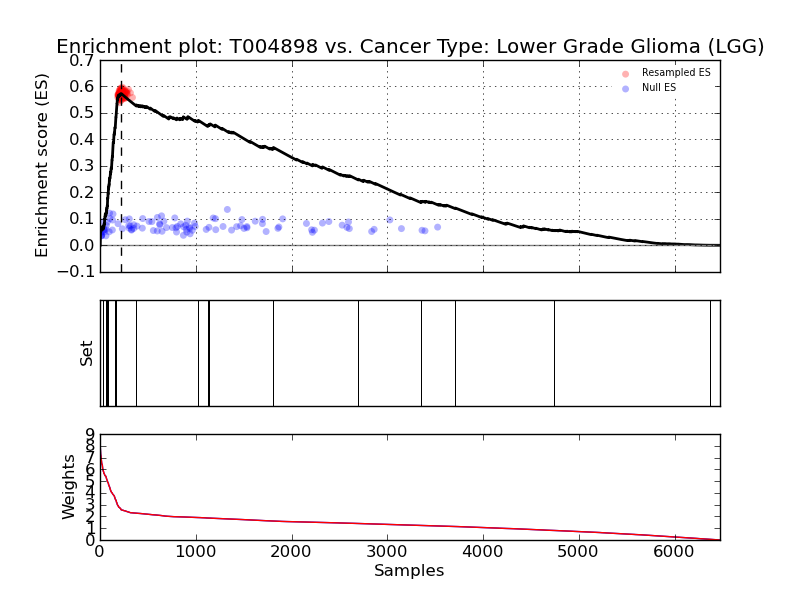 Enrichment plot: T004898 vs. Cancer Type: Lower Grade Glioma (LGG)
Enrichment score (ES)
0.7
0.6
0.5
0.4
0.3
0.2
0.1
0.0
−0.1
Resampled ES
Null ES
Set
Weights
9
8
7
6
5
4
3
2
1
0
0 1000 2000 3000 4000 5000 6000
Samples